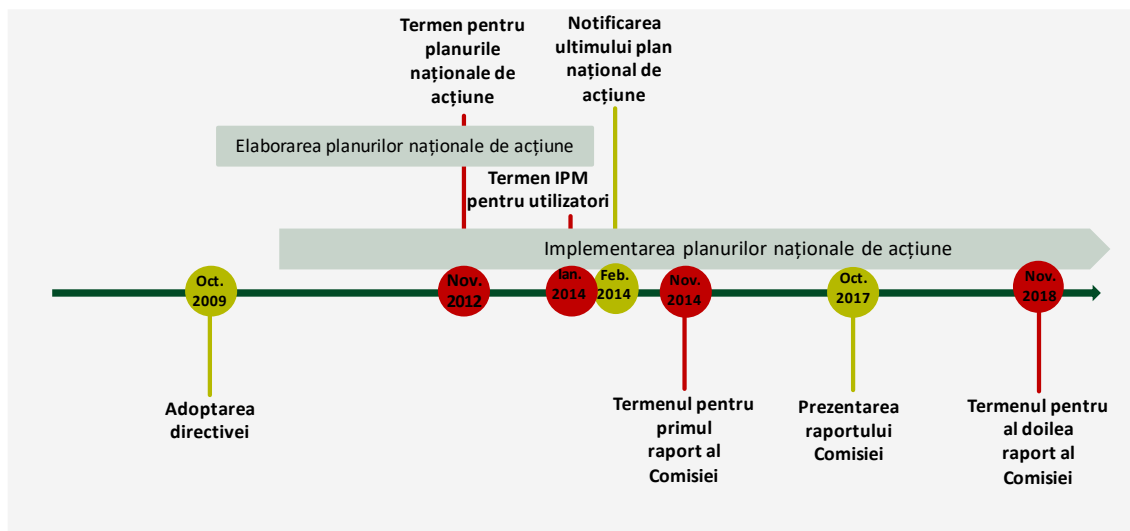 Termen pentru
planurile
naționale de
acțiune
Notificarea
ultimului plan
național de
acțiune
Elaborarea planurilor naționale de acțiune
Termen IPM
pentru utilizatori
Implementarea planurilor naționale de acțiune
Oct.
2009
Nov.
2012
Ian.
2014
Feb.
2014
Nov.
2014
Oct.
2017
Nov.
2018
Adoptarea
directivei
Termenul pentru
primul
raport al
Comisiei
Prezentarea
raportului
Comisiei
Termenul pentru
al doilea
raport al
Comisiei